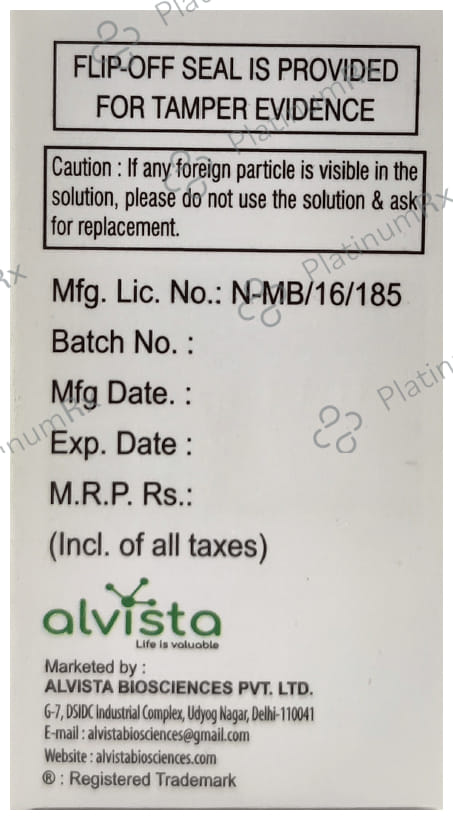 FLIP-OFF SEAL IS PROVIDED
FOR TAMPER EVIDENCE
Caution : If any foreign particle is visible in the
solution, please do not use the solution & ask
for replacement.
Mfg. Lic. No.: N-MB/16/185
Batch No. :
Mfg Date. :
Exp. Date :
M.R.P. Rs.:
(Incl. of all taxes)
alvista
Life is valuable
Marketed by :
ALVISTA BIOSCIENCES PVT. LTD.
G-7, DSIDC Industrial Complex, Udyog Nagar, Delhi-110041
E-mail : alvistabiosciences@gmail.com
Website : alvistabiosciences.com
® : Registered Trademark
PlatinumRx
PlatinumRx
PlatinumRx